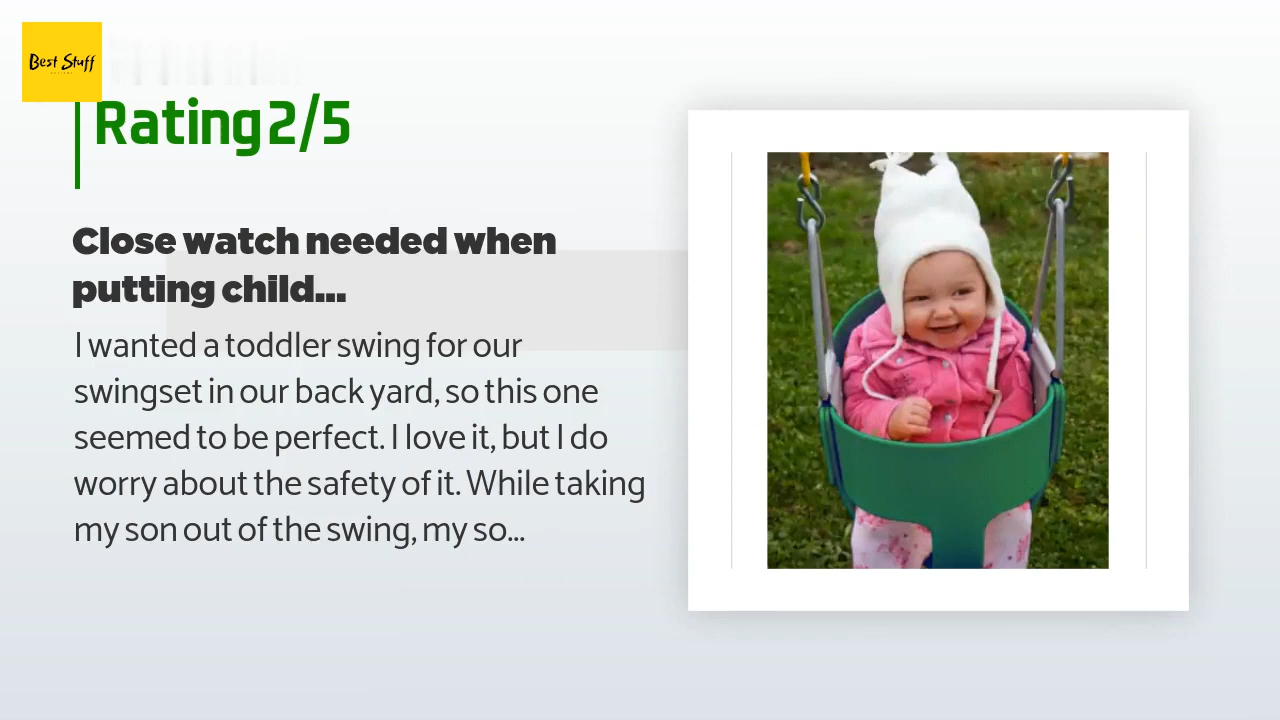 Best Stuff
Rating 2/5
Close watch needed when
putting child...
I wanted a toddler swing for our
swingset in our back yard, so this one
seemed to be perfect. I love it, but I do
worry about the safety of it. While taking
my son out of the swing, my so...